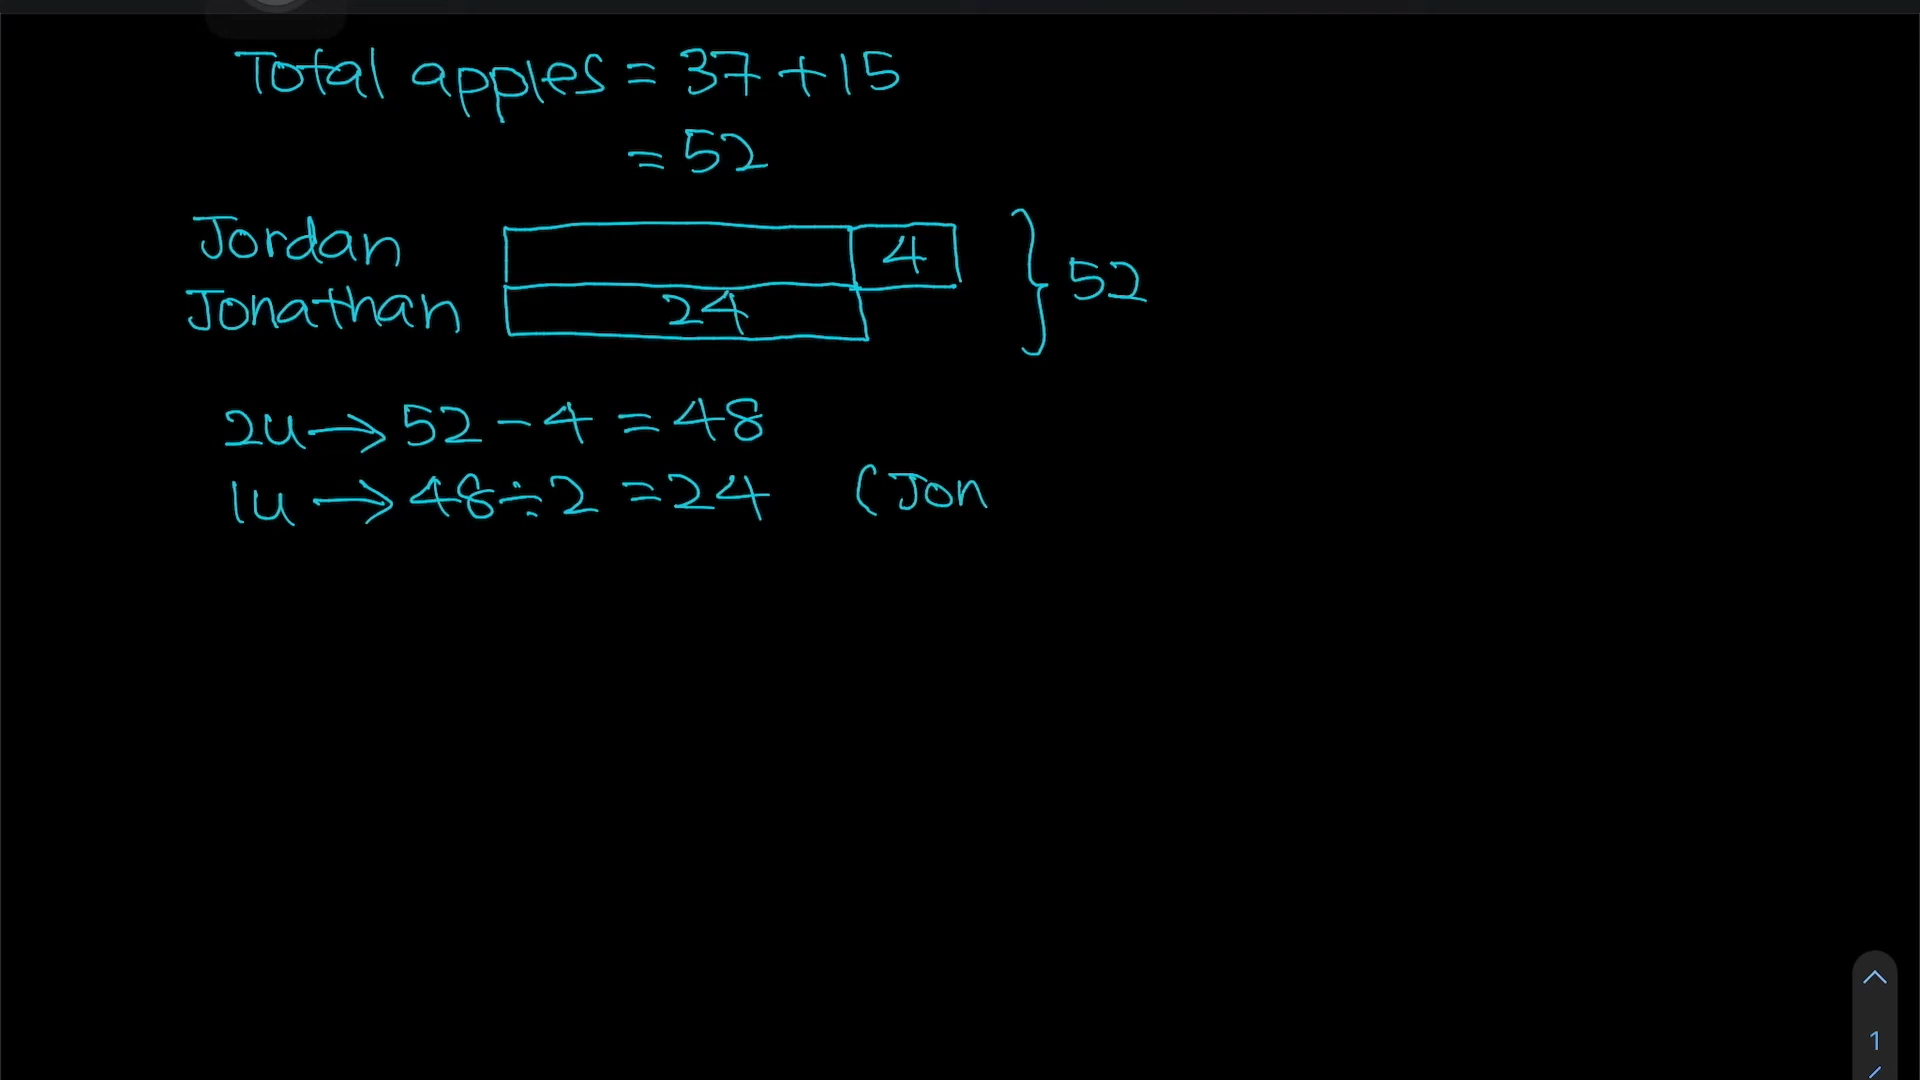 Total apples = 37 + 15
= 52
Jordan 4
Jonathan 24
} 52
2u → 52 - 4 = 48
1u → 48 ÷ 2 = 24 (Jon
1